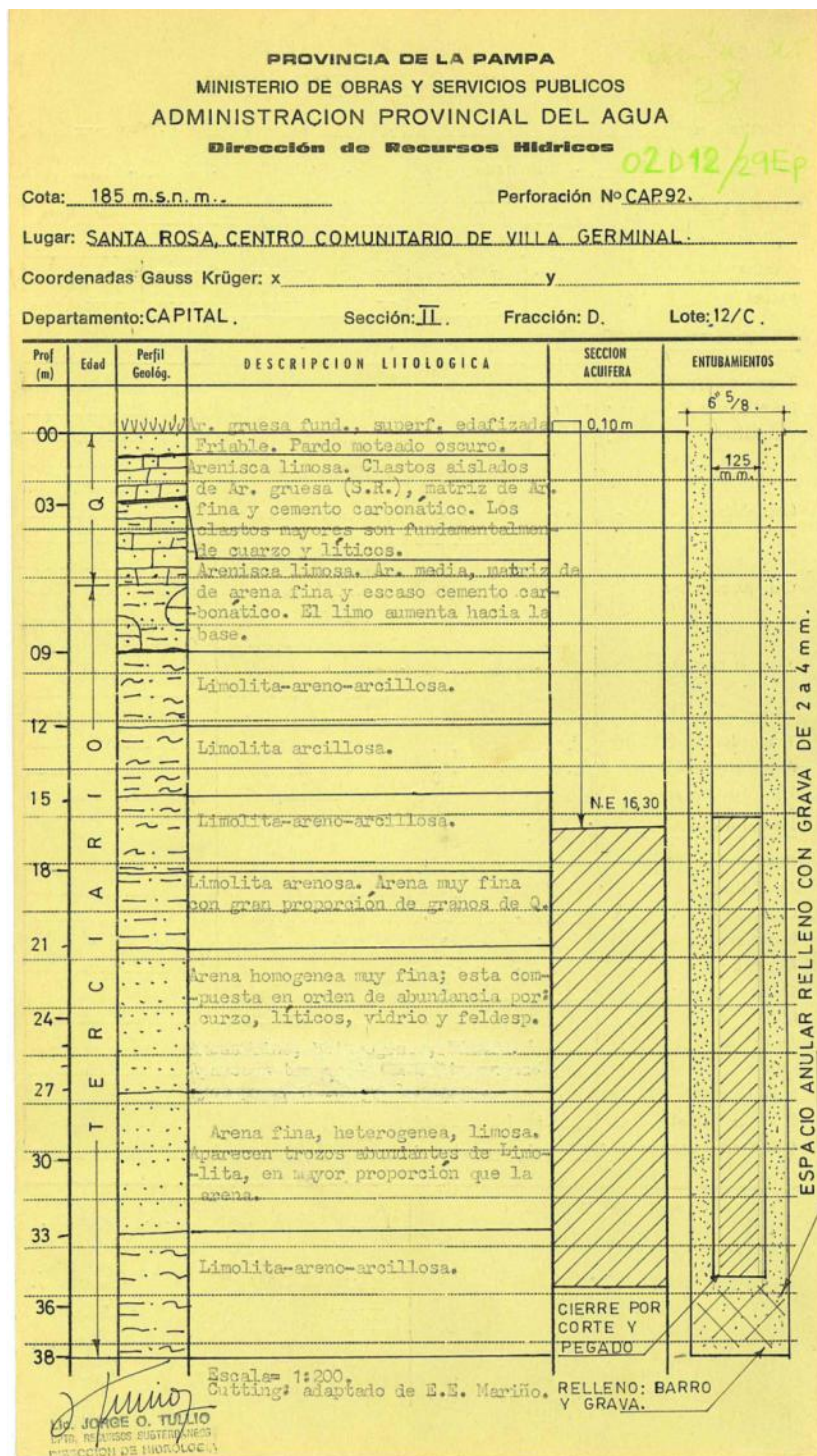 PROVINCIA DE LA PAMPA
MINISTERIO DE OBRAS Y SERVICIOS PUBLICOS
ADMINISTRACION PROVINCIAL DEL AGUA
Dirección de Recursos Hídricos
02D12/29Ep
Cota: 185 m.s.n.m.. Perforación Nº CAP.92.
Lugar: SANTA ROSA, CENTRO COMUNITARIO DE VILLA GERMINAL.
Coordenadas Gauss Krüger: x y
Departamento: CAPITAL. Sección: II. Fracción: D. Lote: 12/C.
Prof (m) Edad Perfil Geológ. DESCRIPCION LITOLOGICA SECCION ACUIFERA ENTUBAMIENTOS
6" 5/8.
Ar. gruesa fund., superf. edafizada 0,10 m
00
Friable. Pardo moteado oscuro.
125 m.m.
Arenisca limosa. Clastos aislados
de Ar. gruesa (S.R.), matriz de Ar.
03
Q
fina y cemento carbonático. Los
clastos mayores son fundamentalmen-
de cuarzo y líticos.
Arenisca limosa. Ar. media, matriz de
de arena fina y escaso cemento car-
-bonático. El limo aumenta hacia la
base.
09
Limolita-areno-arcillosa.
12
Limolita arcillosa.
15
N.E 16,30
Limolita-areno-arcillosa.
18
Limolita arenosa. Arena muy fina
con gran proporción de granos de Q.
21
Arena homogenea muy fina; esta com-
-puesta en orden de abundancia por:
24
curzo, líticos, vidrio y feldesp.
27
TERCIARIO
Arena fina, heterogenea, limosa.
Aparecen trozos abundantes de Limo-
30
-lita, en mayor proporción que la
arena.
33
Limolita-areno-arcillosa.
36
38
CIERRE POR
CORTE Y
PEGADO
ESPACIO ANULAR RELLENO CON GRAVA DE 2 a 4 mm.
Escala= 1:200.
Cutting: adaptado de E.E. Mariño.
RELLENO: BARRO
Y GRAVA.
Lic. JORGE O. TULLIO
DPTO. RECURSOS SUBTERRANEOS
DIRECCION DE HIDROLOGIA